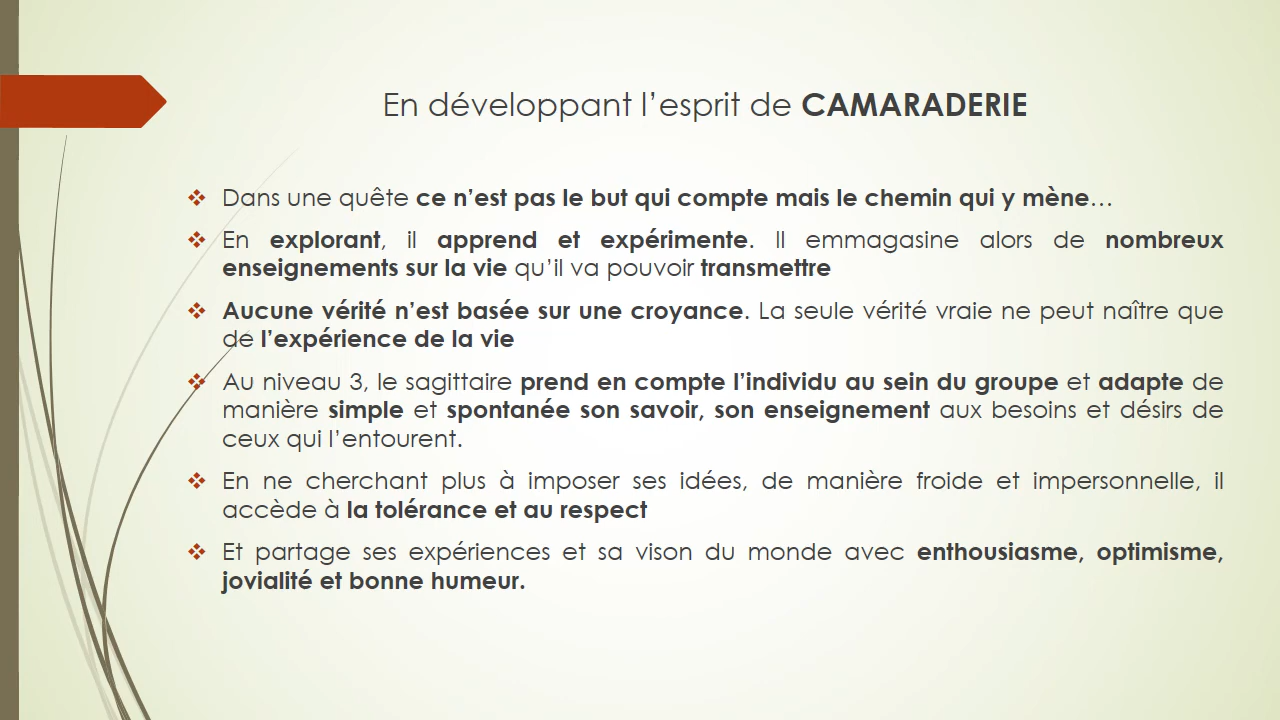 En développant l’esprit de CAMARADERIE
Dans une quête ce n’est pas le but qui compte mais le chemin qui y mène…
En explorant, il apprend et expérimente. Il emmagasine alors de nombreux
enseignements sur la vie qu’il va pouvoir transmettre
Aucune vérité n’est basée sur une croyance. La seule vérité vraie ne peut naître que
de l’expérience de la vie
Au niveau 3, le sagittaire prend en compte l’individu au sein du groupe et adapte de
manière simple et spontanée son savoir, son enseignement aux besoins et désirs de
ceux qui l’entourent.
En ne cherchant plus à imposer ses idées, de manière froide et impersonnelle, il
accède à la tolérance et au respect
Et partage ses expériences et sa vison du monde avec enthousiasme, optimisme,
jovialité et bonne humeur.